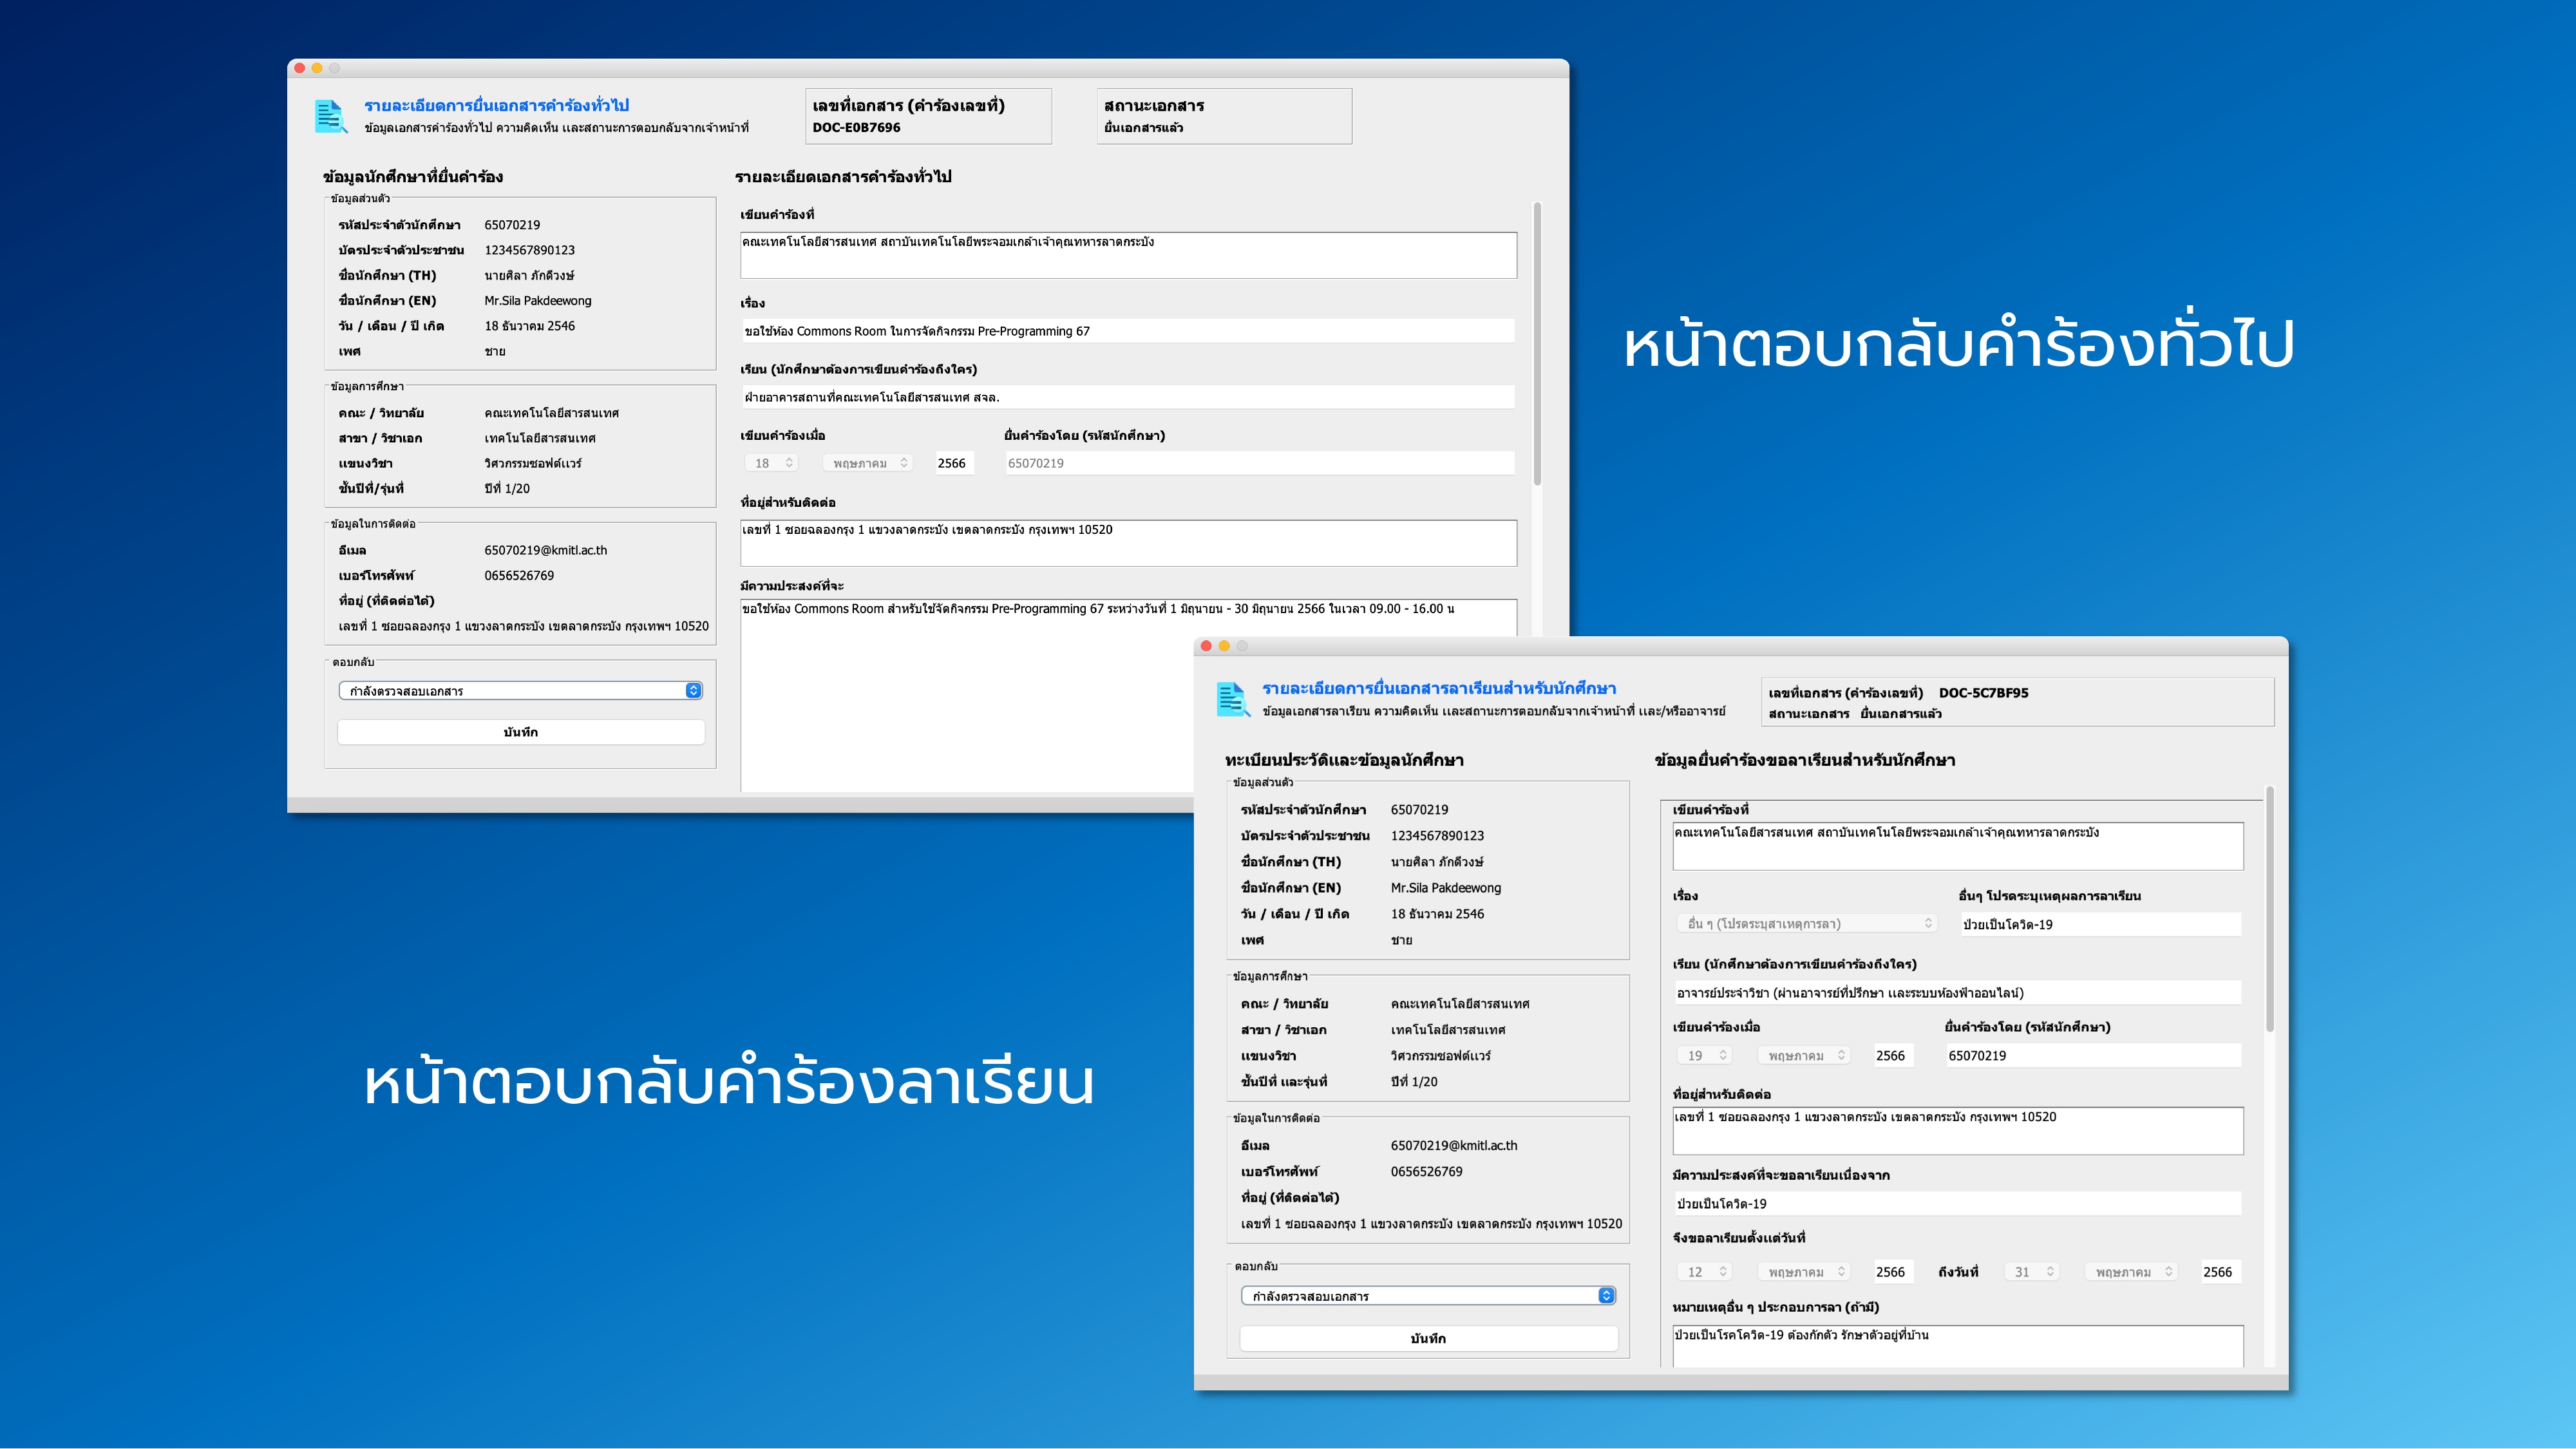 รายละเอียดการยื่นเอกสารคำร้องทั่วไป
ข้อมูลเอกสารคำร้องทั่วไป ความคิดเห็น และสถานะการตอบกลับจากเจ้าหน้าที่
เลขที่เอกสาร (คำร้องเลขที่)
DOC-E0B7696
สถานะเอกสาร
ยื่นเอกสารแล้ว
ข้อมูลนักศึกษาที่ยื่นคำร้อง
ข้อมูลส่วนตัว
รหัสประจำตัวนักศึกษา 65070219
บัตรประจำตัวประชาชน 1234567890123
ชื่อนักศึกษา (TH) นายศิลา ภักดีวงษ์
ชื่อนักศึกษา (EN) Mr.Sila Pakdeewong
วัน / เดือน / ปี เกิด 18 ธันวาคม 2546
เพศ ชาย
ข้อมูลการศึกษา
คณะ / วิทยาลัย คณะเทคโนโลยีสารสนเทศ
สาขา / วิชาเอก เทคโนโลยีสารสนเทศ
แขนงวิชา วิศวกรรมซอฟต์แวร์
ชั้นปีที่/รุ่นที่ ปีที่ 1/20
ข้อมูลในการติดต่อ
อีเมล 65070219@kmitl.ac.th
เบอร์โทรศัพท์ 0656526769
ที่อยู่ (ที่ติดต่อได้)
เลขที่ 1 ซอยฉลองกรุง 1 แขวงลาดกระบัง เขตลาดกระบัง กรุงเทพฯ 10520
ตอบกลับ
กำลังตรวจสอบเอกสาร
บันทึก
รายละเอียดเอกสารคำร้องทั่วไป
เขียนคำร้องที่
คณะเทคโนโลยีสารสนเทศ สถาบันเทคโนโลยีพระจอมเกล้าเจ้าคุณทหารลาดกระบัง
เรื่อง
ขอใช้ห้อง Commons Room ในการจัดกิจกรรม Pre-Programming 67
เรียน (นักศึกษาต้องการเขียนคำร้องถึงใคร)
ฝ่ายอาคารสถานที่คณะเทคโนโลยีสารสนเทศ สจล.
เขียนคำร้องเมื่อ ยื่นคำร้องโดย (รหัสนักศึกษา)
18 พฤษภาคม 2566 65070219
ที่อยู่สำหรับติดต่อ
เลขที่ 1 ซอยฉลองกรุง 1 แขวงลาดกระบัง เขตลาดกระบัง กรุงเทพฯ 10520
มีความประสงค์ที่จะ
ขอใช้ห้อง Commons Room สำหรับใช้จัดกิจกรรม Pre-Programming 67 ระหว่างวันที่ 1 มิถุนายน - 30 มิถุนายน 2566 ในเวลา 09.00 - 16.00 น
หน้าตอบกลับคำร้องทั่วไป
หน้าตอบกลับคำร้องลาเรียน
รายละเอียดการยื่นเอกสารลาเรียนสำหรับนักศึกษา
ข้อมูลเอกสารลาเรียน ความคิดเห็น และสถานะการตอบกลับจากเจ้าหน้าที่ และ/หรืออาจารย์
เลขที่เอกสาร (คำร้องเลขที่) DOC-5C7BF95
สถานะเอกสาร ยื่นเอกสารแล้ว
ทะเบียนประวัติและข้อมูลนักศึกษา
ข้อมูลส่วนตัว
รหัสประจำตัวนักศึกษา 65070219
บัตรประจำตัวประชาชน 1234567890123
ชื่อนักศึกษา (TH) นายศิลา ภักดีวงษ์
ชื่อนักศึกษา (EN) Mr.Sila Pakdeewong
วัน / เดือน / ปี เกิด 18 ธันวาคม 2546
เพศ ชาย
ข้อมูลการศึกษา
คณะ / วิทยาลัย คณะเทคโนโลยีสารสนเทศ
สาขา / วิชาเอก เทคโนโลยีสารสนเทศ
แขนงวิชา วิศวกรรมซอฟต์แวร์
ชั้นปีที่ และรุ่นที่ ปีที่ 1/20
ข้อมูลในการติดต่อ
อีเมล 65070219@kmitl.ac.th
เบอร์โทรศัพท์ 0656526769
ที่อยู่ (ที่ติดต่อได้)
เลขที่ 1 ซอยฉลองกรุง 1 แขวงลาดกระบัง เขตลาดกระบัง กรุงเทพฯ 10520
ตอบกลับ
กำลังตรวจสอบเอกสาร
บันทึก
ข้อมูลยื่นคำร้องขอลาเรียนสำหรับนักศึกษา
เขียนคำร้องที่
คณะเทคโนโลยีสารสนเทศ สถาบันเทคโนโลยีพระจอมเกล้าเจ้าคุณทหารลาดกระบัง
เรื่อง อื่นๆ โปรดระบุเหตุผลการลาเรียน
อื่น ๆ (โปรดระบุสาเหตุการลา) ป่วยเป็นโควิด-19
เรียน (นักศึกษาต้องการเขียนคำร้องถึงใคร)
อาจารย์ประจำวิชา (ผ่านอาจารย์ที่ปรึกษา และระบบห้องฟ้าออนไลน์)
เขียนคำร้องเมื่อ ยื่นคำร้องโดย (รหัสนักศึกษา)
19 พฤษภาคม 2566 65070219
ที่อยู่สำหรับติดต่อ
เลขที่ 1 ซอยฉลองกรุง 1 แขวงลาดกระบัง เขตลาดกระบัง กรุงเทพฯ 10520
มีความประสงค์ที่จะขอลาเรียนเนื่องจาก
ป่วยเป็นโควิด-19
จึงขอลาเรียนตั้งแต่วันที่
12 พฤษภาคม 2566 ถึงวันที่ 31 พฤษภาคม 2566
หมายเหตุอื่น ๆ ประกอบการลา (ถ้ามี)
ป่วยเป็นโรคโควิด-19 ต้องกักตัว รักษาตัวอยู่ที่บ้าน